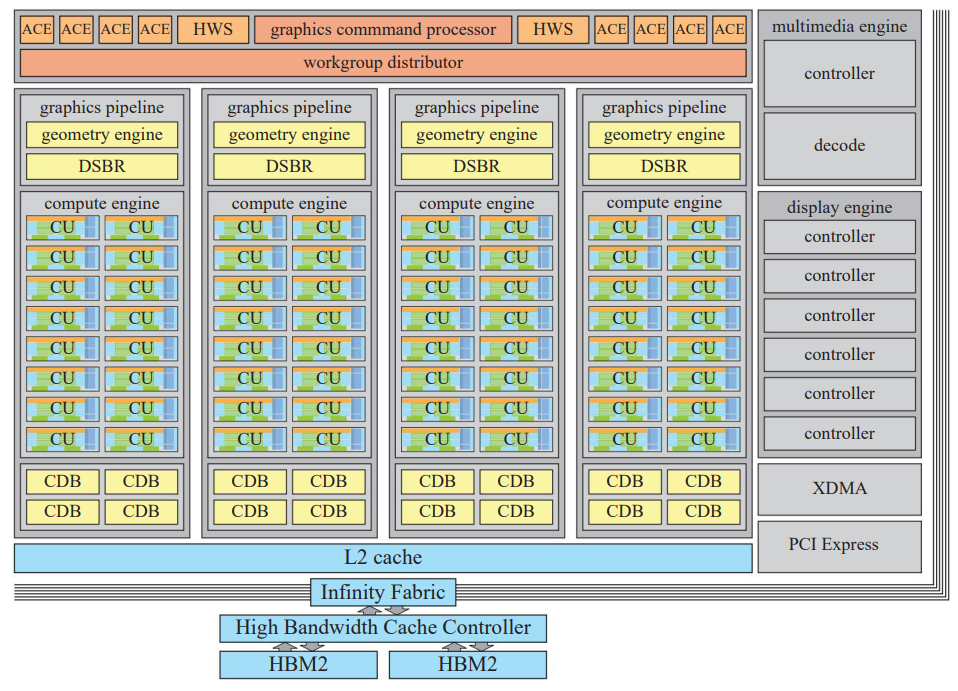 ACE ACE ACE ACE HWS graphics commmand processor HWS ACE ACE ACE ACE
workgroup distributor
graphics pipeline graphics pipeline graphics pipeline graphics pipeline
geometry engine geometry engine geometry engine geometry engine
DSBR DSBR DSBR DSBR
compute engine compute engine compute engine compute engine
CU CU CU CU CU CU CU CU
CU CU CU CU CU CU CU CU
CU CU CU CU CU CU CU CU
CU CU CU CU CU CU CU CU
CU CU CU CU CU CU CU CU
CU CU CU CU CU CU CU CU
CU CU CU CU CU CU CU CU
CU CU CU CU CU CU CU CU
CDB CDB CDB CDB CDB CDB CDB CDB
CDB CDB CDB CDB CDB CDB CDB CDB
L2 cache
multimedia engine
controller
decode
display engine
controller
controller
controller
controller
controller
controller
XDMA
PCI Express
Infinity Fabric
High Bandwidth Cache Controller
HBM2 HBM2